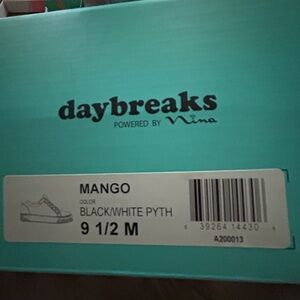 daybreaks
POWERED BY Nina
MANGO
COLOR
BLACK/WHITE PYTH
9 1/2 M
39264 14430
A200013